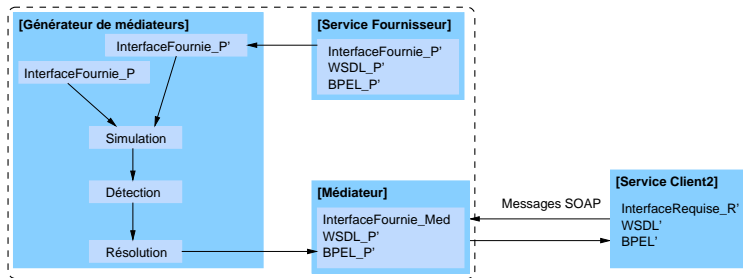 [Générateur de médiateurs]
InterfaceFournie_P'
InterfaceFournie_P
Simulation
Détection
Résolution
[Service Fournisseur]
InterfaceFournie_P'
WSDL_P'
BPEL_P'
[Médiateur]
InterfaceFournie_Med
WSDL_P'
BPEL_P'
Messages SOAP
[Service Client2]
InterfaceRequise_R'
WSDL'
BPEL'